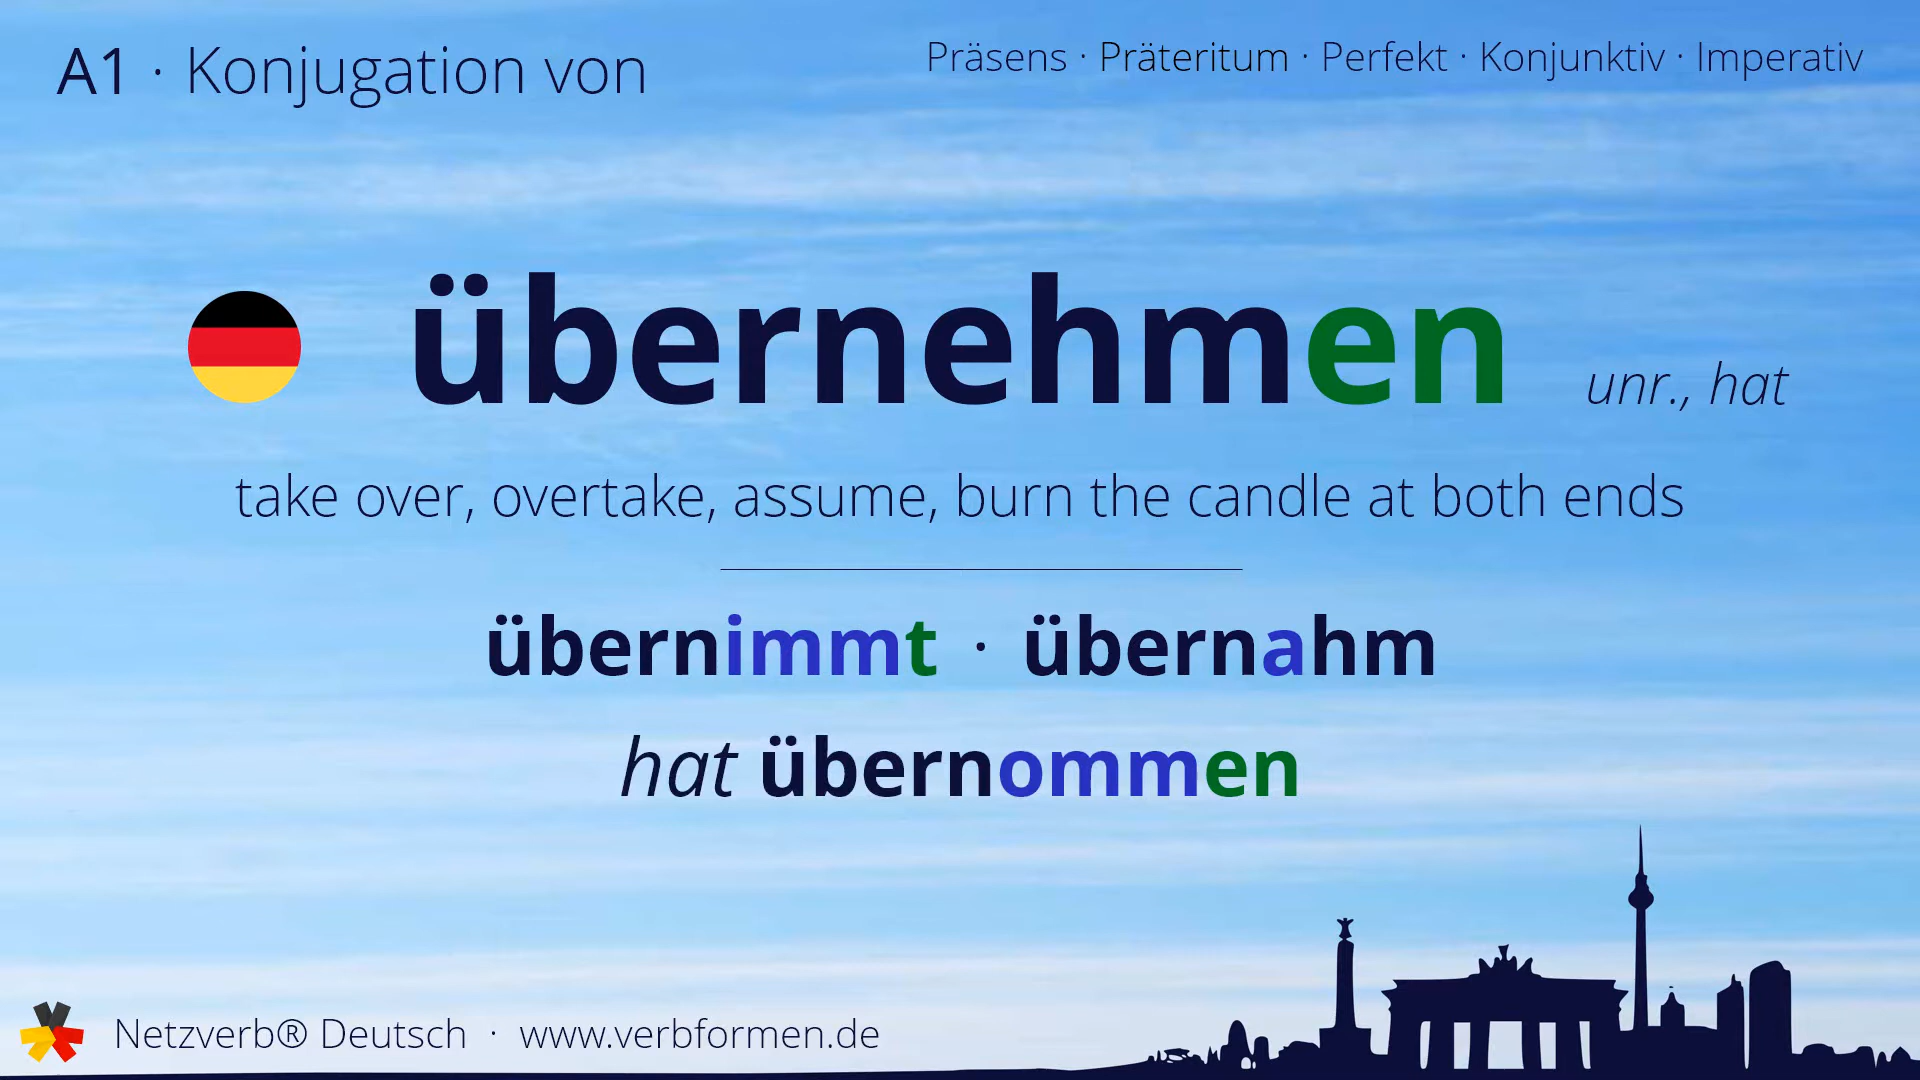 A1 · Konjugation von
Präsens · Präteritum · Perfekt · Konjunktiv · Imperativ
übernehmen unr., hat
take over, overtake, assume, burn the candle at both ends
übernimmt · übernahm
hat übernommen
Netzverb® Deutsch · www.verbformen.de